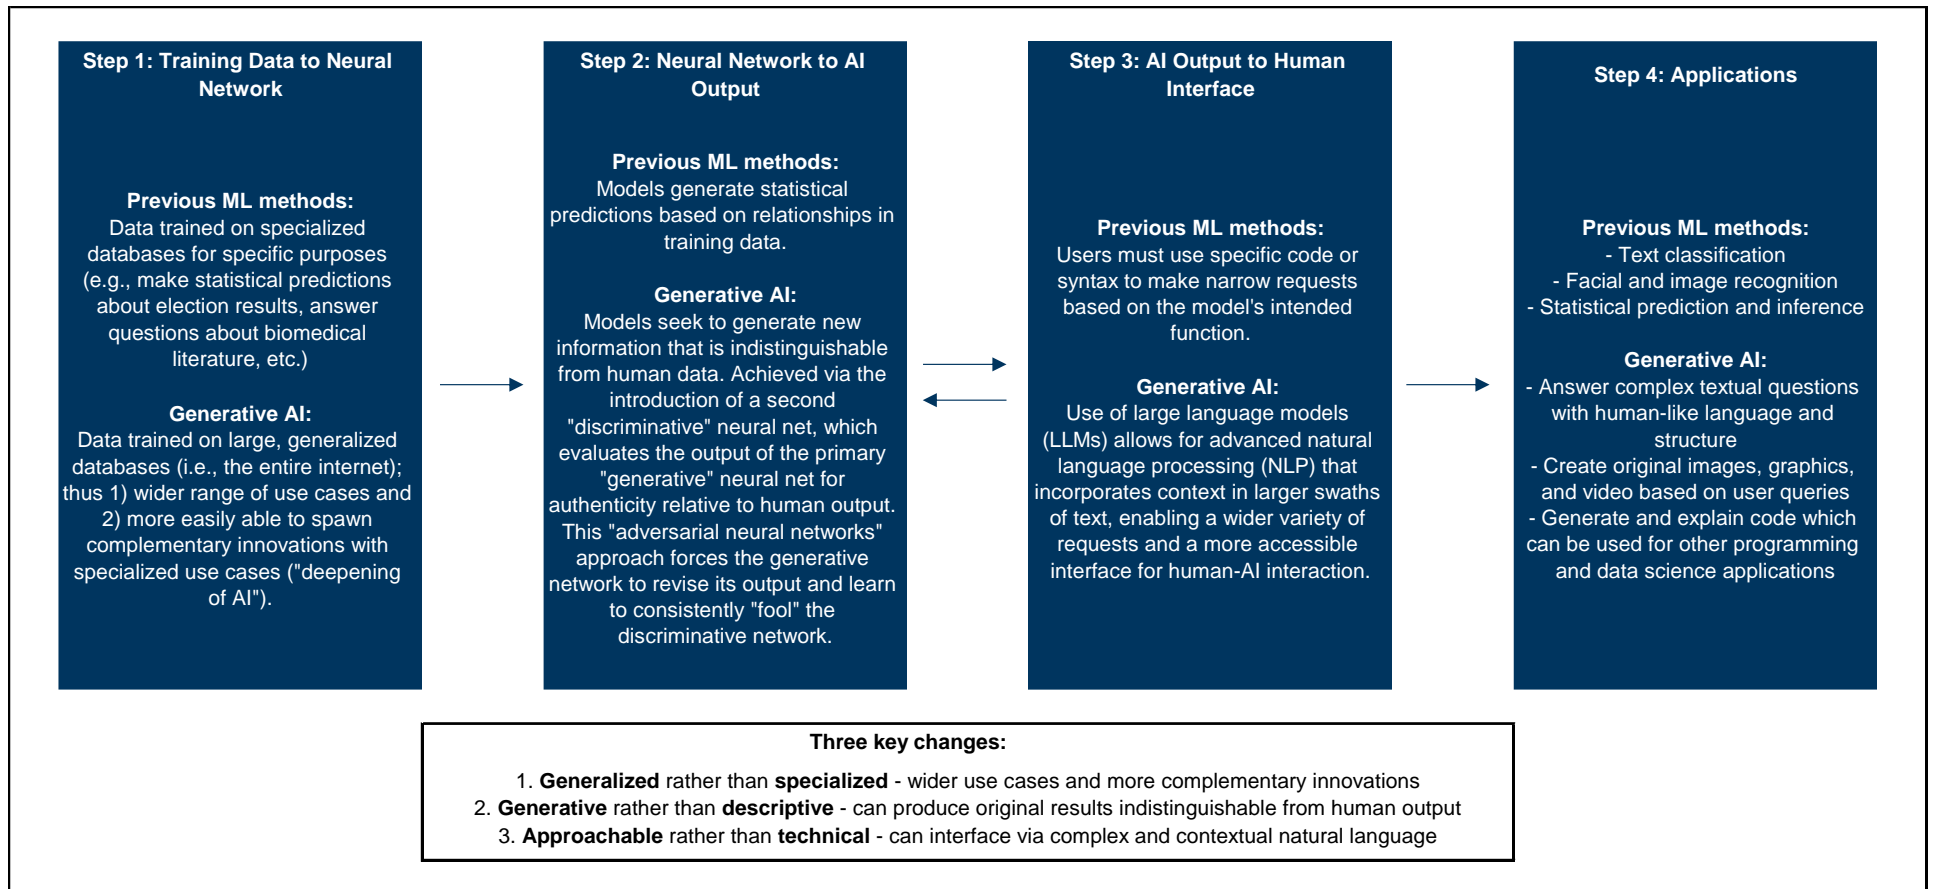 Step 1: Training Data to Neural
Network
Previous ML methods:
Data trained on specialized
databases for specific purposes
(e.g., make statistical predictions
about election results, answer
questions about biomedical
literature, etc.)
Generative AI:
Data trained on large, generalized
databases (i.e., the entire internet);
thus 1) wider range of use cases and
2) more easily able to spawn
complementary innovations with
specialized use cases ("deepening
of AI").
Step 2: Neural Network to AI
Output
Previous ML methods:
Models generate statistical
predictions based on relationships in
training data.
Generative AI:
Models seek to generate new
information that is indistinguishable
from human data. Achieved via the
introduction of a second
"discriminative" neural net, which
evaluates the output of the primary
"generative" neural net for
authenticity relative to human output.
This "adversarial neural networks"
approach forces the generative
network to revise its output and learn
to consistently "fool" the
discriminative network.
Step 3: AI Output to Human
Interface
Previous ML methods:
Users must use specific code or
syntax to make narrow requests
based on the model's intended
function.
Generative AI:
Use of large language models
(LLMs) allows for advanced natural
language processing (NLP) that
incorporates context in larger swaths
of text, enabling a wider variety of
requests and a more accessible
interface for human-AI interaction.
Step 4: Applications
Previous ML methods:
- Text classification
- Facial and image recognition
- Statistical prediction and inference
Generative AI:
- Answer complex textual questions
with human-like language and
structure
- Create original images, graphics,
and video based on user queries
- Generate and explain code which
can be used for other programming
and data science applications
Three key changes:
1. Generalized rather than specialized - wider use cases and more complementary innovations
2. Generative rather than descriptive - can produce original results indistinguishable from human output
3. Approachable rather than technical - can interface via complex and contextual natural language